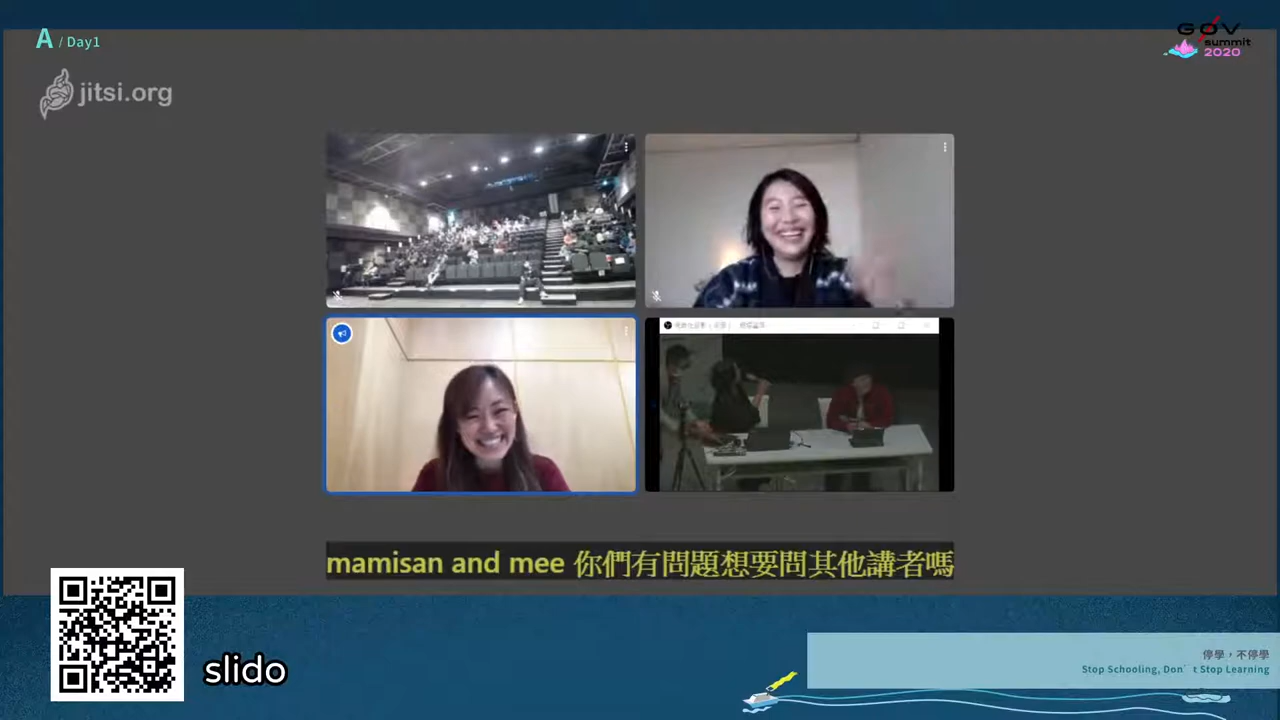 A / Day1
GOV
summit
2020
jitsi.org
mamisan and mee 你們有問題想要問其他講者嗎
slido
停學，不停學
Stop Schooling, Don´t Stop Learning